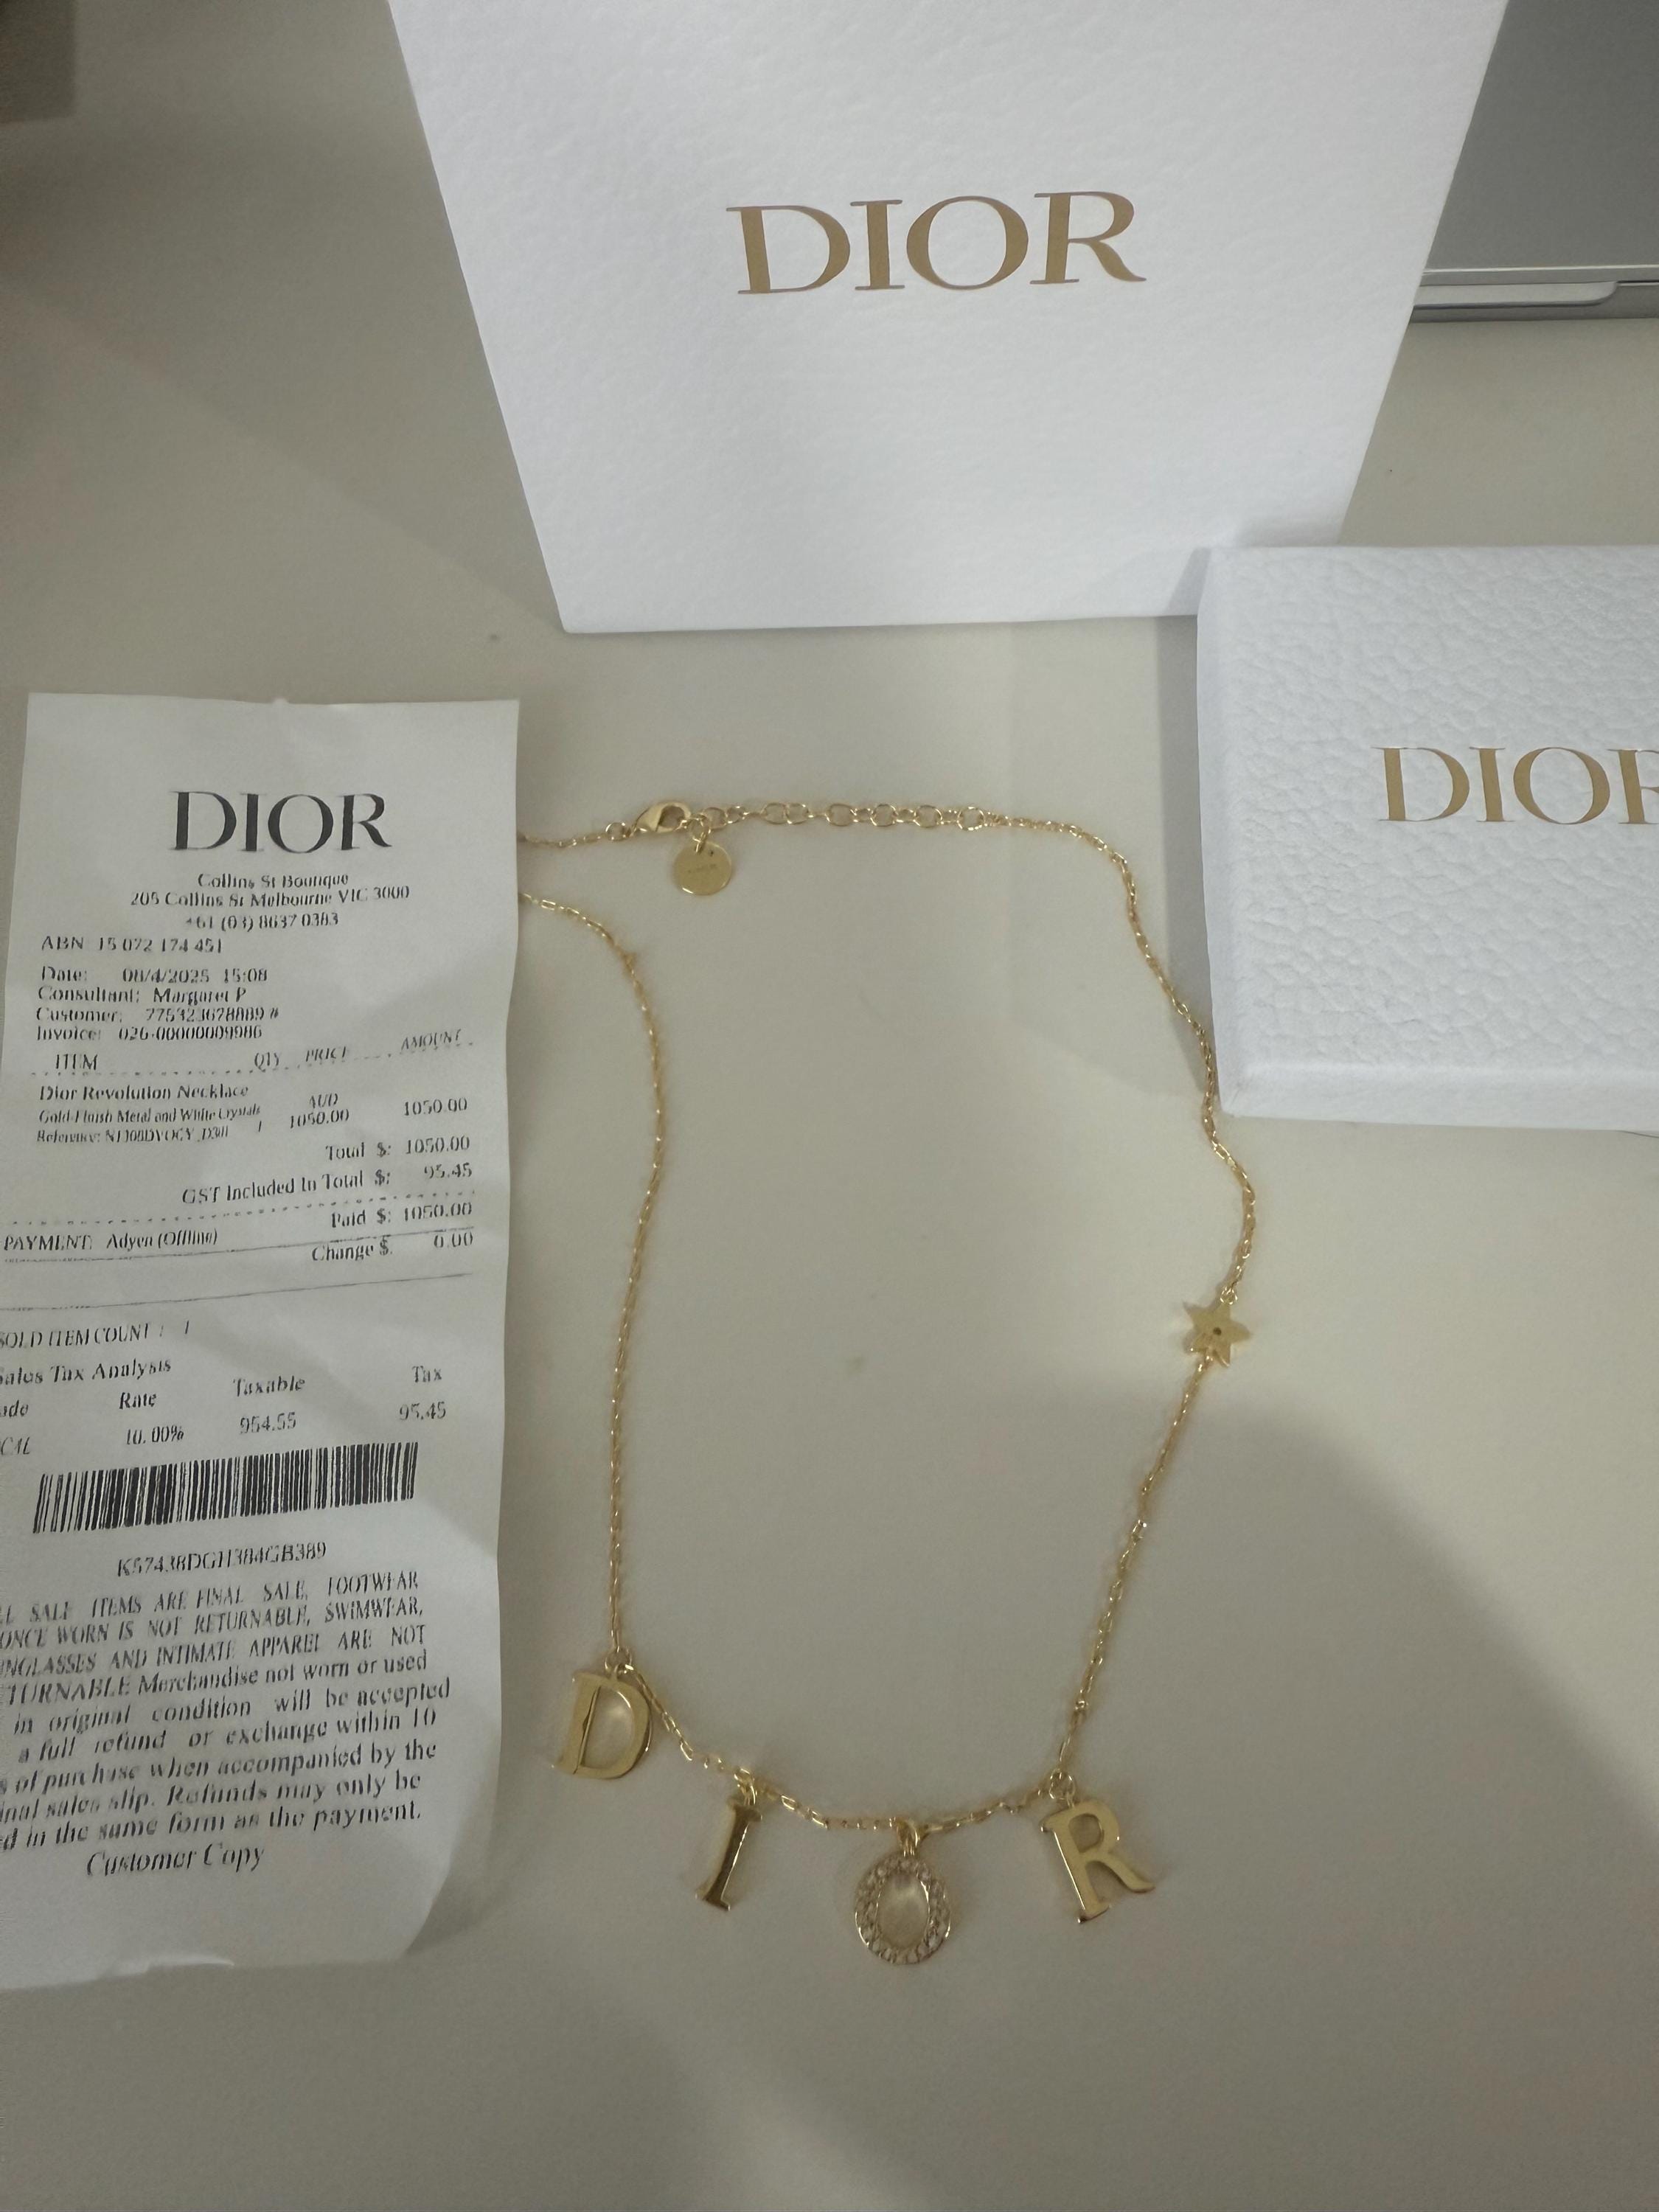 DIOR
DIOR
DIOR
Collins St Boutique
205 Collins St Melbourne VIC 3000
+61 (03) 8637 0383
ABN 15 072 174 451
Date: 08/4/2025 15:08
Consultant: Margaret P
Customer: 775323678889 #
Invoice: 026-00000009986
ITEM QTY PRICE AMOUNT
Dior Revolution Necklace AUD
Gold-Finish Metal and White Crystals 1 1050.00 1050.00
Reference:
Total $: 1050.00
GST Included In Total $: 95.45
Paid $: 1050.00
PAYMENT: Adyen (Offline)
Change $. 0.00
SOLD ITEM COUNT : 1
Sales Tax Analysis
Rate Taxable Tax
10.00% 954.55 95.45
K57438DGH384GB389
SALE ITEMS ARE FINAL SALE, FOOTWEAR
ONCE WORN IS NOT RETURNABLE, SWIMWEAR,
AND INTIMATE APPAREL ARE NOT
Merchandise not worn or used
in original condition will be accepted
a full refund or exchange within 10
of purchase when accompanied by the
sales slip. Refunds may only be
in the same form as the payment.
Customer Copy
D I O R